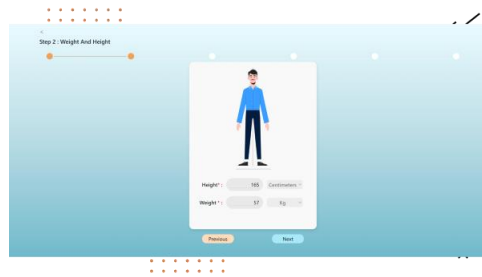 Step 2 : Weight And Height
Height* : 165 Centimeters
Weight * : 57 kg
Previous Next